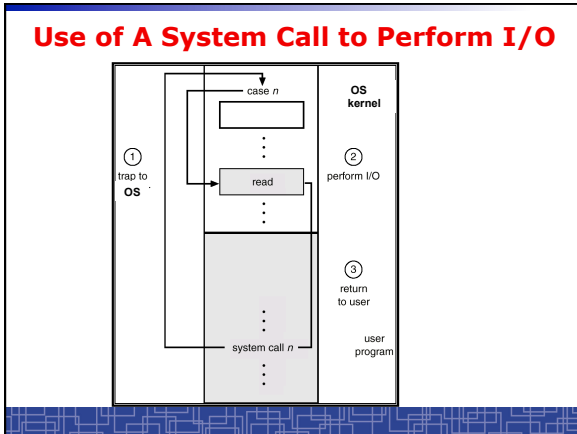 Use of A System Call to Perform I/O
case n
OS
kernel
1
trap to
OS
2
perform I/O
read
3
return
to user
user
program
system call n